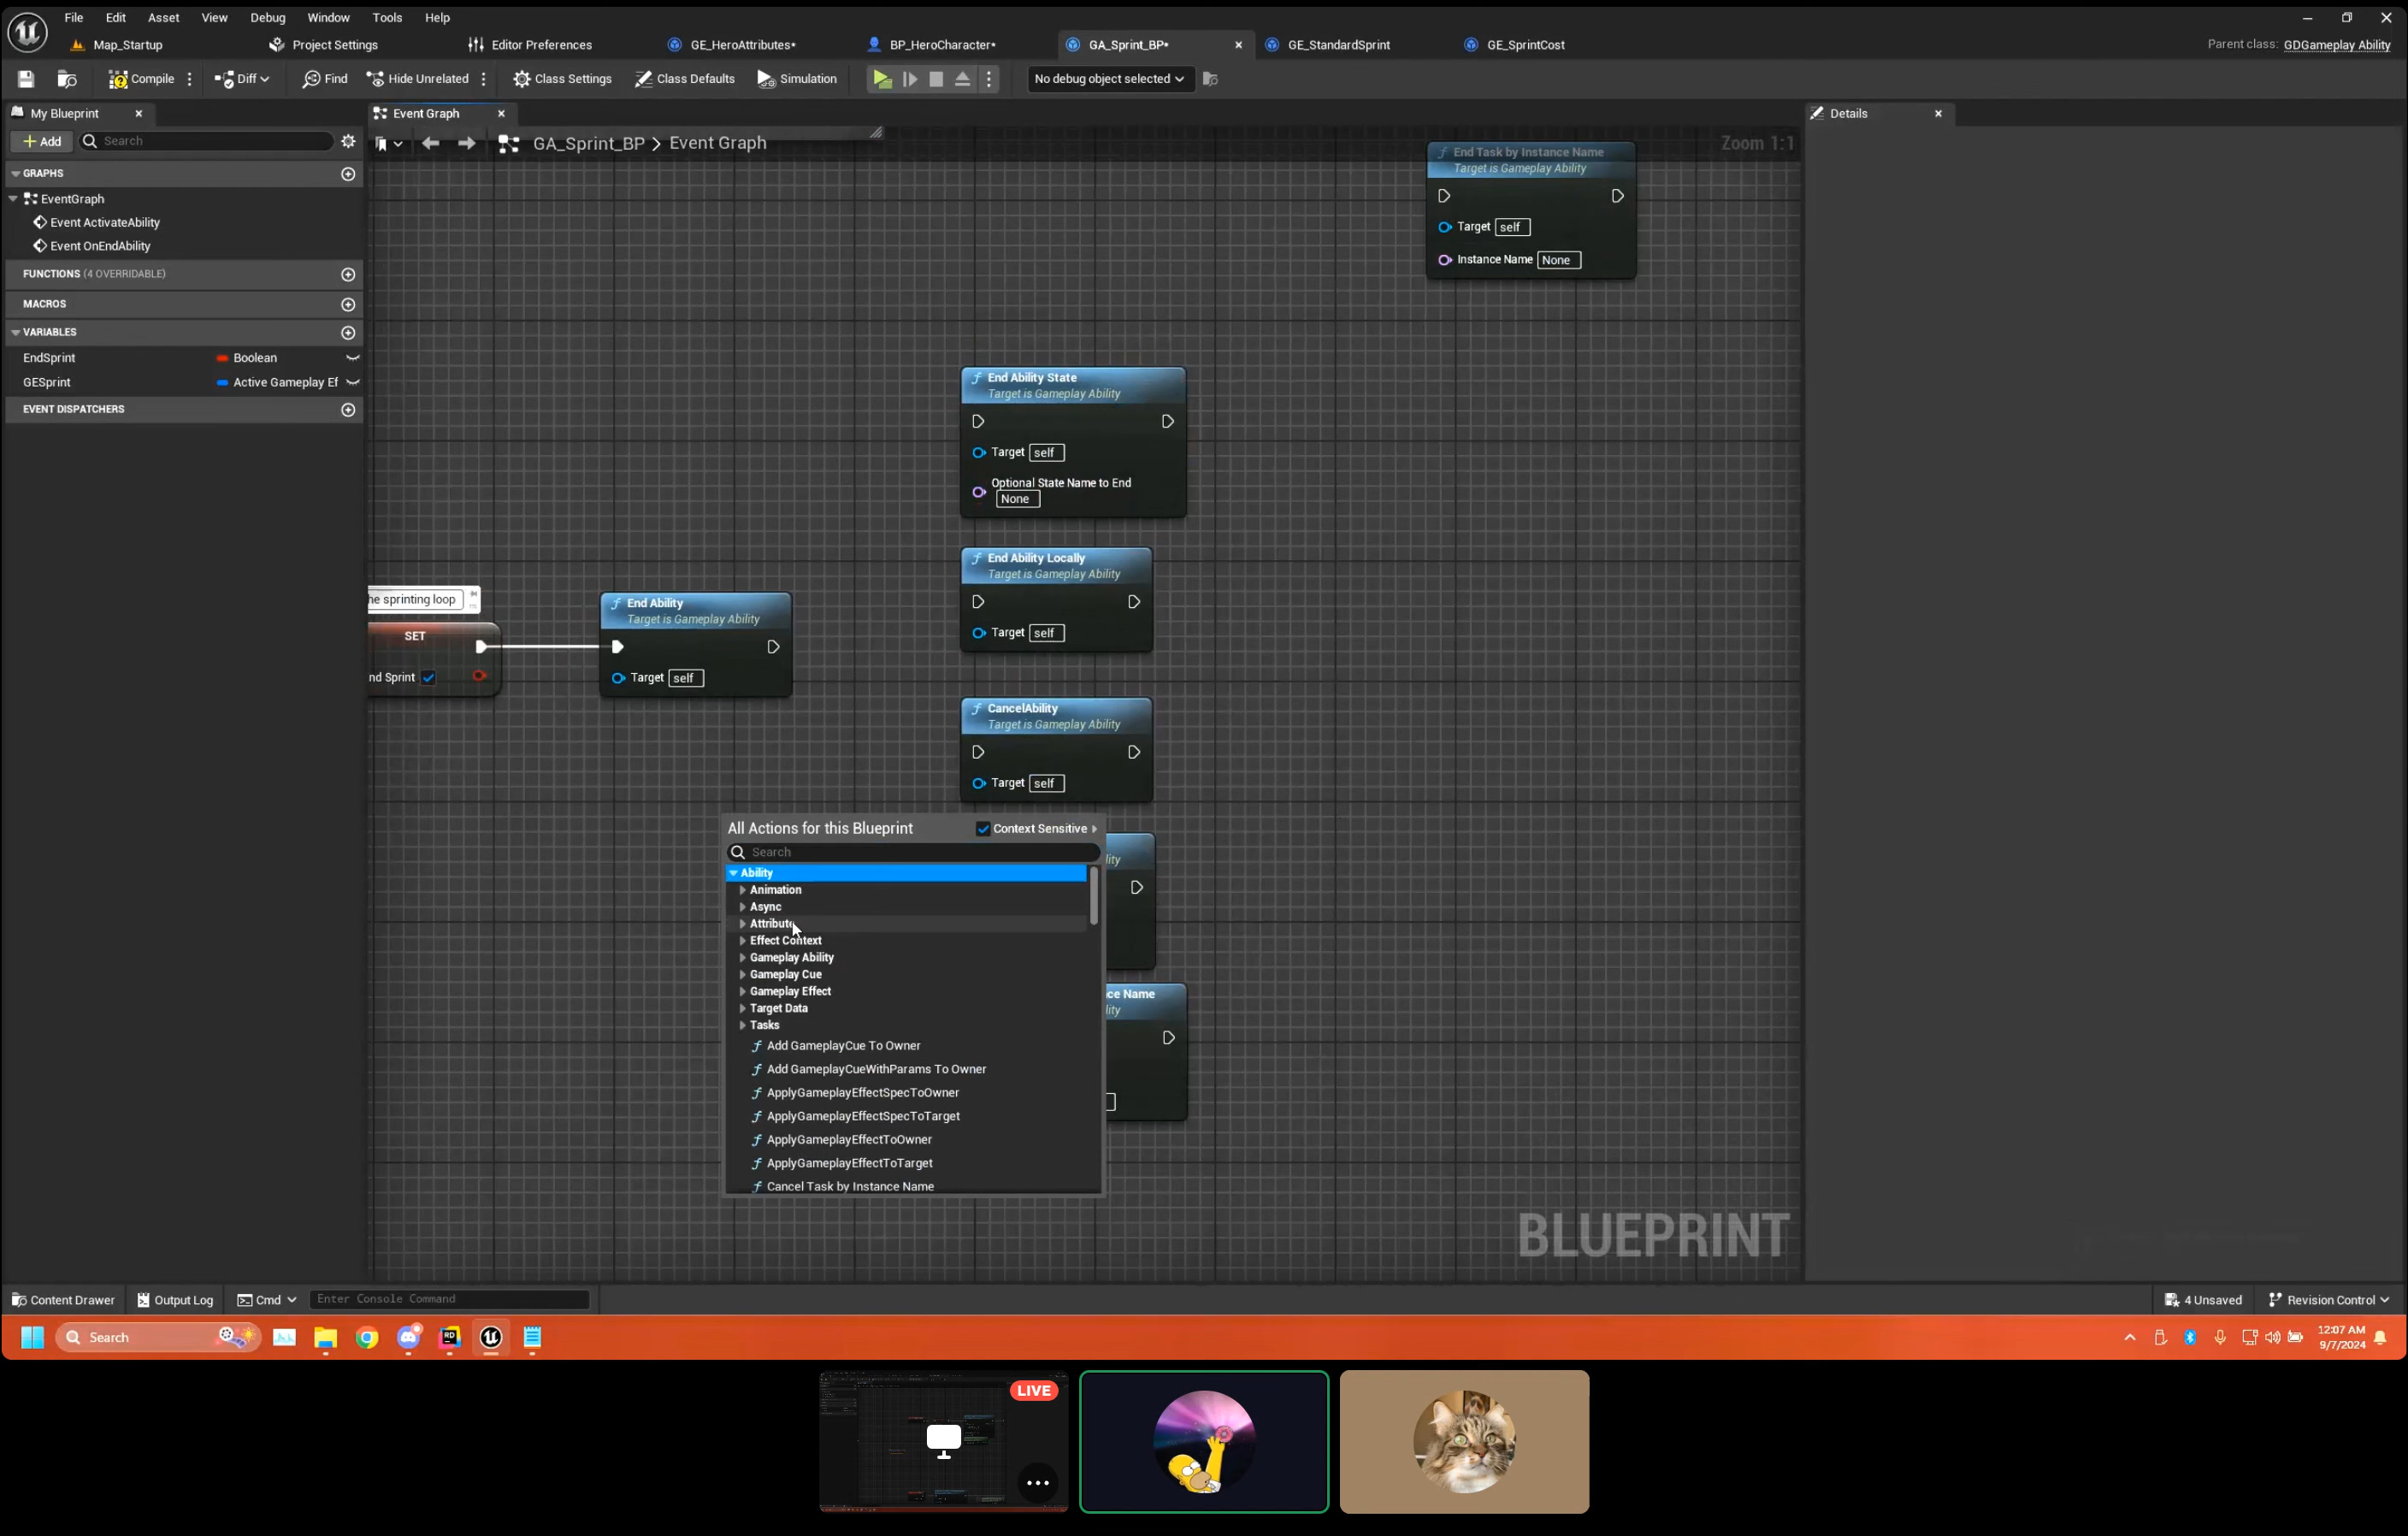 File Edit Asset View Debug Window Tools Help
Map_Startup Project Settings Editor Preferences GE_HeroAttributes* BP_HeroCharacter* GA_Sprint_BP* GE_StandardSprint GE_SprintCost
Parent class: GDGameplay Ability
Compile Diff Find Hide Unrelated Class Settings Class Defaults Simulation No debug object selected
My Blueprint
Event Graph
Details
Add Search
GA_Sprint_BP > Event Graph
Zoom 1:1
GRAPHS
EventGraph
Event ActivateAbility
Event OnEndAbility
FUNCTIONS (4 OVERRIDABLE)
MACROS
VARIABLES
EndSprint Boolean
GESprint Active Gameplay Ef
EVENT DISPATCHERS
End Task by Instance Name
Target is Gameplay Ability
Target self
Instance Name None
End Ability State
Target is Gameplay Ability
Target self
Optional State Name to End
None
End Ability Locally
Target is Gameplay Ability
Target self
he sprinting loop
SET
nd Sprint
End Ability
Target is Gameplay Ability
Target self
CancelAbility
Target is Gameplay Ability
Target self
All Actions for this Blueprint Context Sensitive
Search
Ability
Animation
Async
Attribute
Effect Context
Gameplay Ability
Gameplay Cue
Gameplay Effect
Target Data
Tasks
Add GameplayCue To Owner
Add GameplayCueWithParams To Owner
ApplyGameplayEffectSpecToOwner
ApplyGameplayEffectSpecToTarget
ApplyGameplayEffectToOwner
ApplyGameplayEffectToTarget
Cancel Task by Instance Name
lity
ce Name
lity
BLUEPRINT
Content Drawer Output Log Cmd Enter Console Command
4 Unsaved Revision Control
Search
RD
12:07 AM
9/7/2024
LIVE